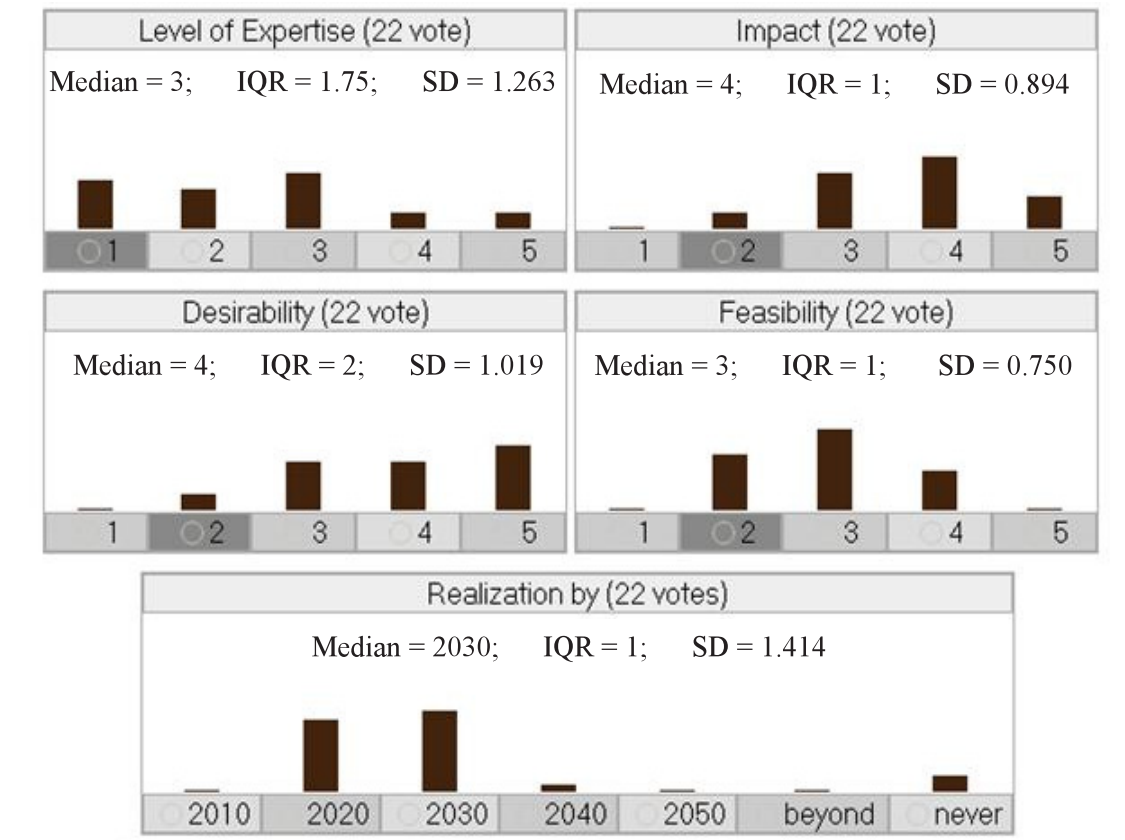 Level of Expertise (22 vote)
Median = 3; IQR = 1.75; SD = 1.263
1 2 3 4 5
Impact (22 vote)
Median = 4; IQR = 1; SD = 0.894
1 2 3 4 5
Desirability (22 vote)
Median = 4; IQR = 2; SD = 1.019
1 2 3 4 5
Feasibility (22 vote)
Median = 3; IQR = 1; SD = 0.750
1 2 3 4 5
Realization by (22 votes)
Median = 2030; IQR = 1; SD = 1.414
2010 2020 2030 2040 2050 beyond never